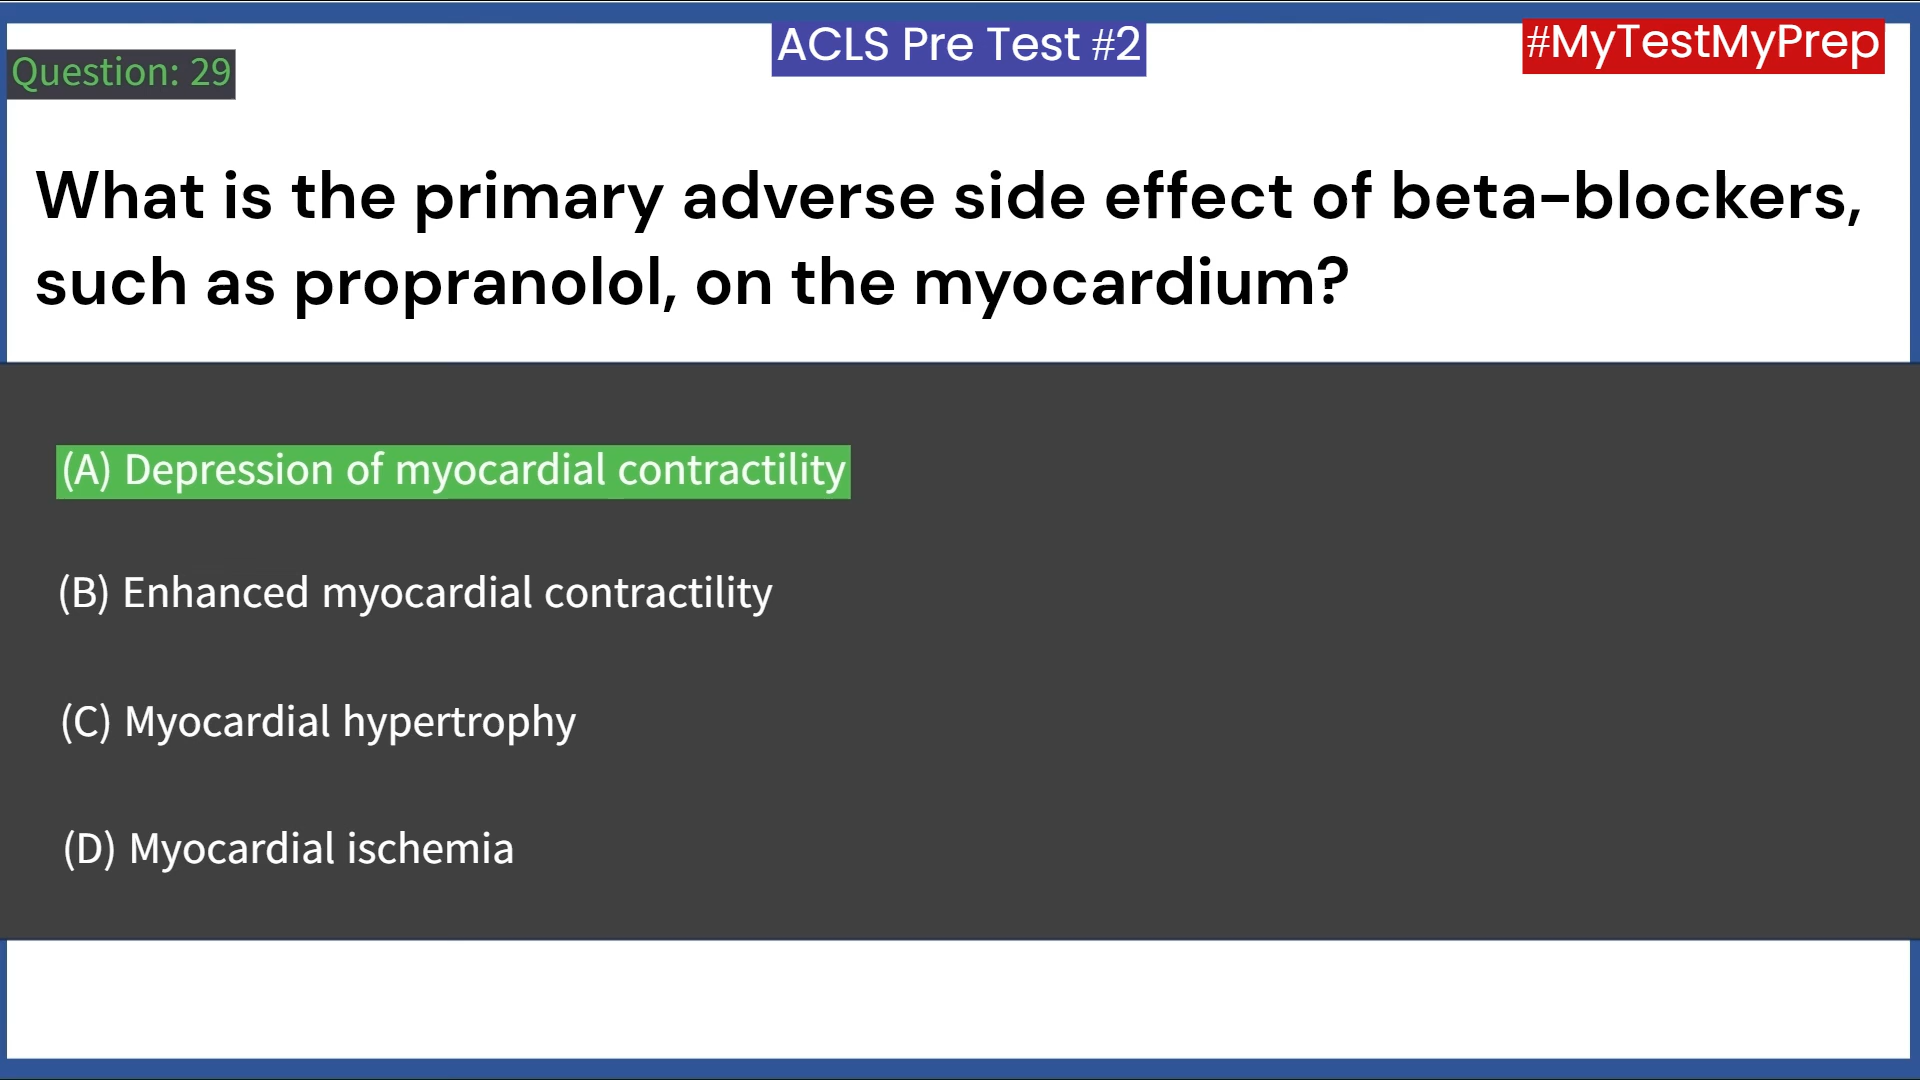 ACLS Pre Test #2
#MyTestMyPrep
Question: 29
What is the primary adverse side effect of beta-blockers,
such as propranolol, on the myocardium?
(A) Depression of myocardial contractility
(B) Enhanced myocardial contractility
(C) Myocardial hypertrophy
(D) Myocardial ischemia